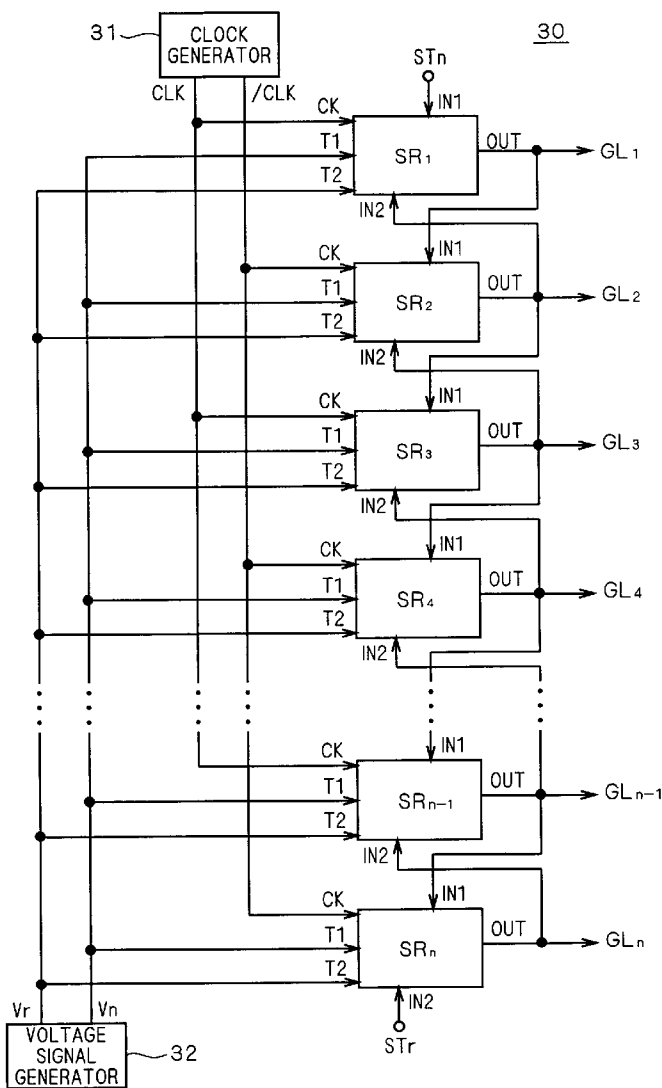 31
CLOCK
GENERATOR
30
CLK
/CLK
STn
IN1
CK
T1
T2
SR1
OUT
GL1
IN2
IN1
CK
T1
T2
SR2
OUT
GL2
IN2
IN1
CK
T1
T2
SR3
OUT
GL3
IN2
IN1
CK
T1
T2
SR4
OUT
GL4
IN2
IN1
CK
T1
T2
SRn-1
OUT
GLn-1
IN2
IN1
CK
T1
T2
SRn
OUT
GLn
IN2
STr
Vr
Vn
VOLTAGE
SIGNAL
GENERATOR
32